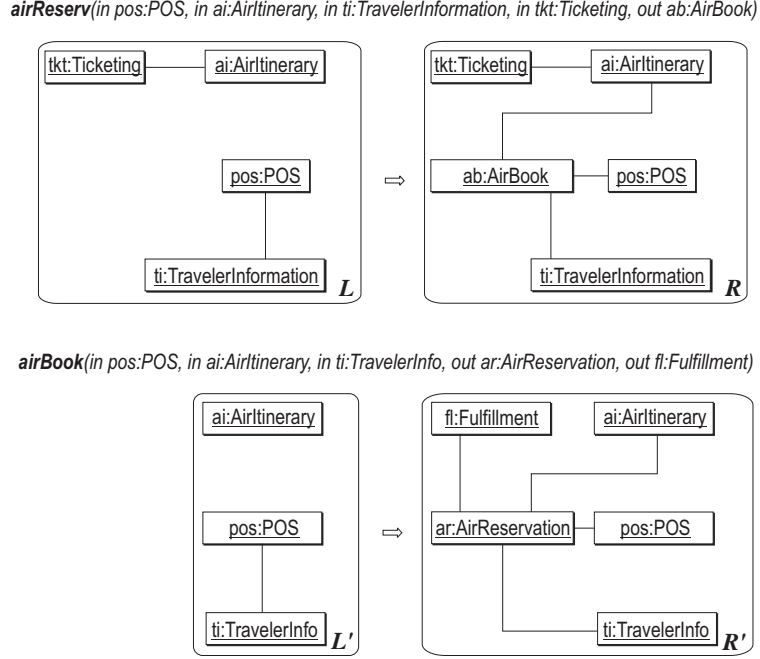 airReserv(in pos:POS, in ai:AirItinerary, in ti:TravelerInformation, in tkt:Ticketing, out ab:AirBook)
tkt:Ticketing
ai:AirItinerary
pos:POS
ti:TravelerInformation
L
⇨
tkt:Ticketing
ai:AirItinerary
ab:AirBook
pos:POS
ti:TravelerInformation
R
airBook(in pos:POS, in ai:AirItinerary, in ti:TravelerInfo, out ar:AirReservation, out fl:Fulfillment)
ai:AirItinerary
pos:POS
ti:TravelerInfo
L'
⇨
fl:Fulfillment
ai:AirItinerary
ar:AirReservation
pos:POS
ti:TravelerInfo
R'